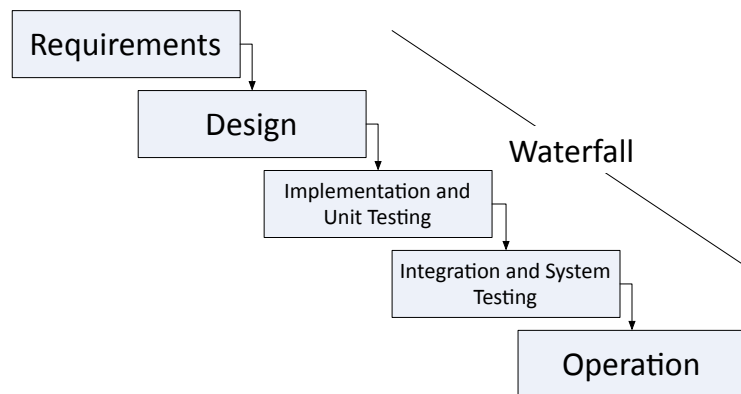 Requirements
Design
Waterfall
Implementation and
Unit Testing
Integration and System
Testing
Operation